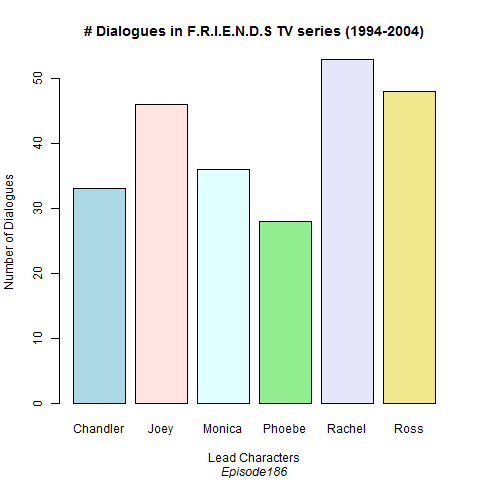 # Dialogues in F.R.I.E.N.D.S TV series (1994-2004)
Number of Dialogues
50
40
30
20
10
0
Chandler Joey Monica Phoebe Rachel Ross
Lead Characters
Episode186